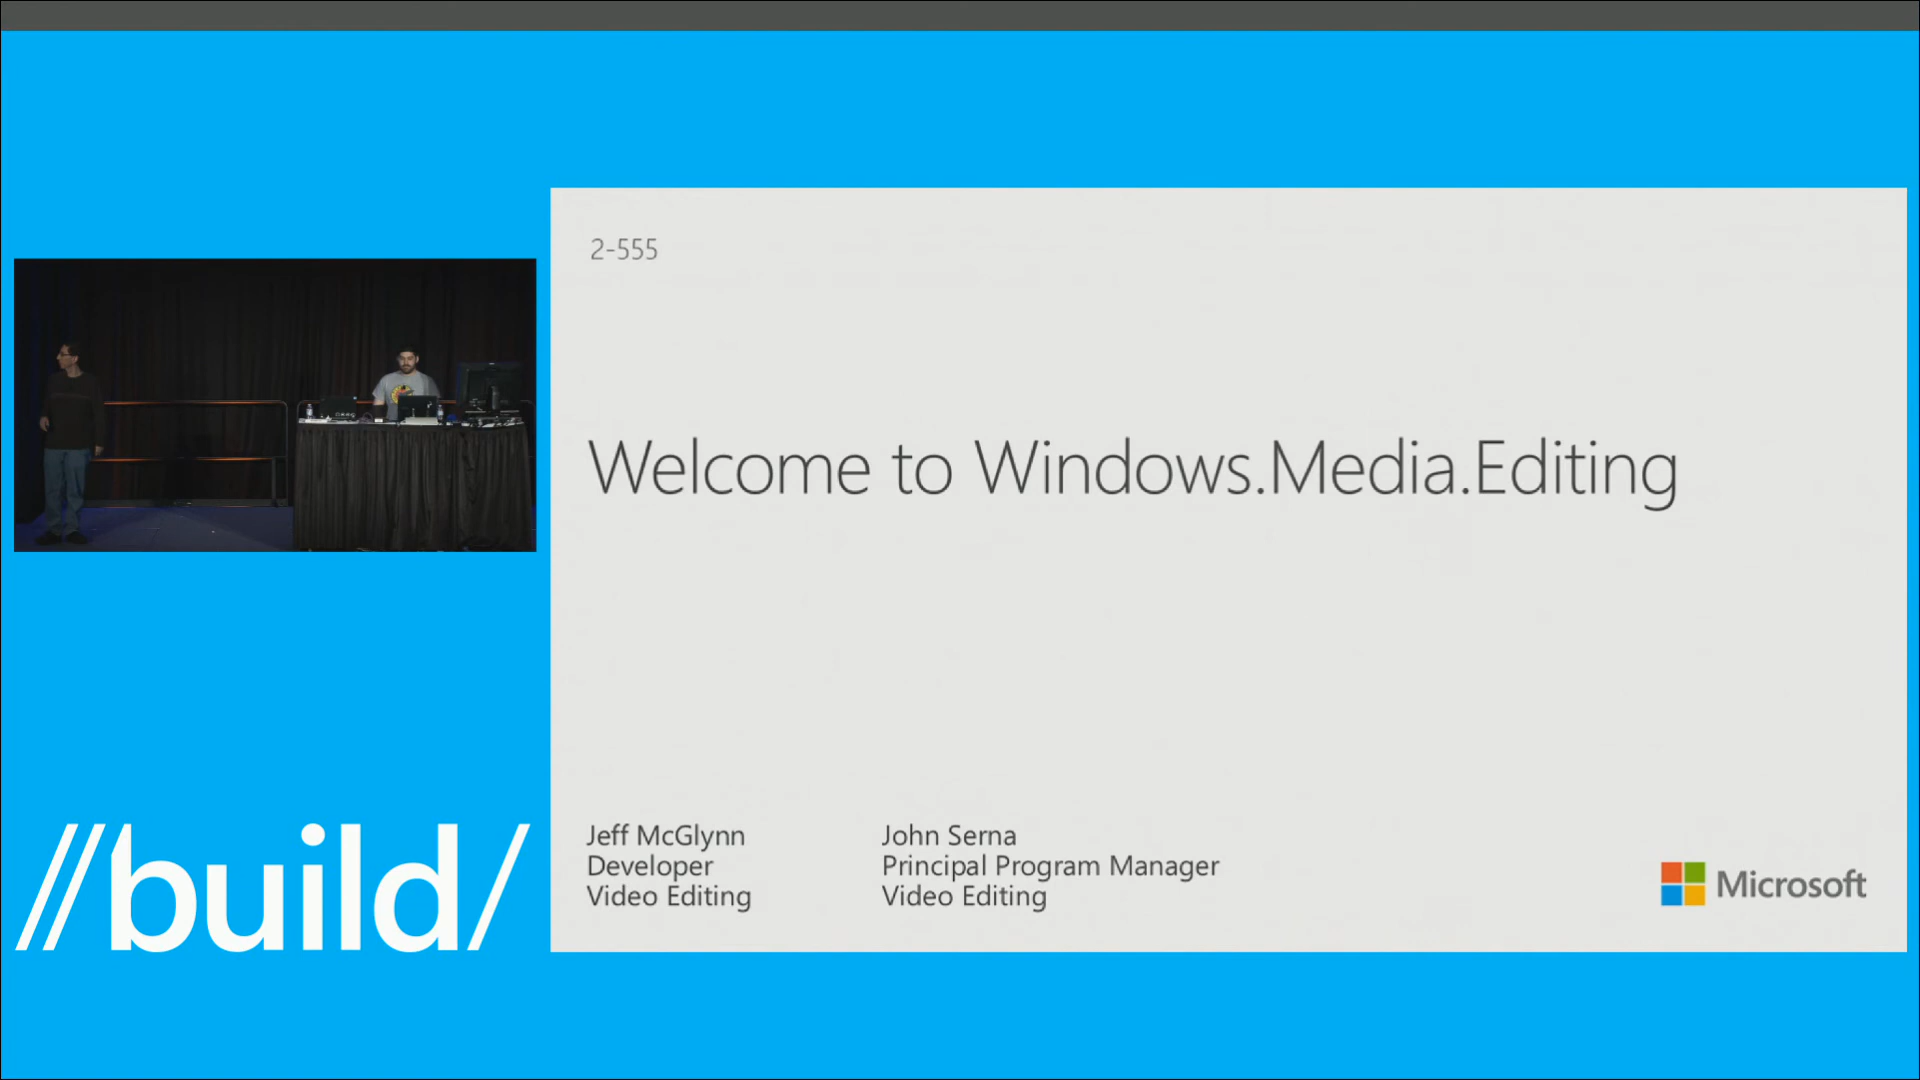 2-555
Welcome to Windows.Media.Editing
Jeff McGlynn
Developer
Video Editing
John Serna
Principal Program Manager
Video Editing
Microsoft
//build/